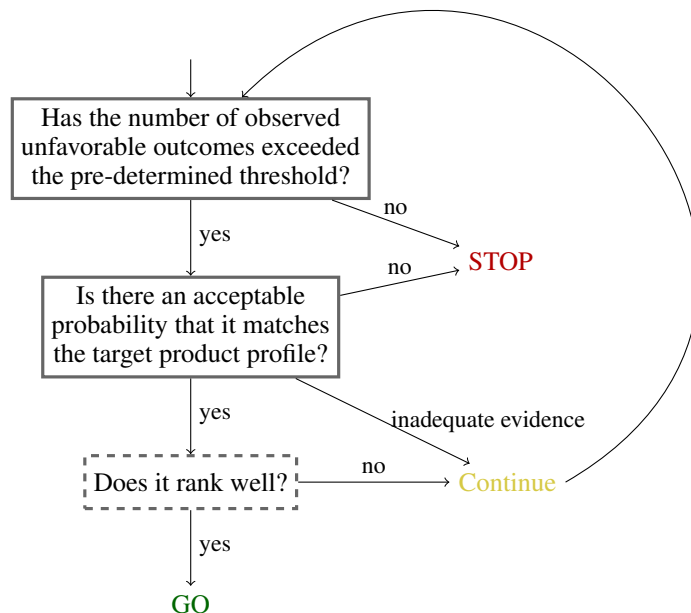 Has the number of observed
unfavorable outcomes exceeded
the pre-determined threshold?
no
yes
STOP
no
Is there an acceptable
probability that it matches
the target product profile?
yes
inadequate evidence
Does it rank well?
no
Continue
yes
GO